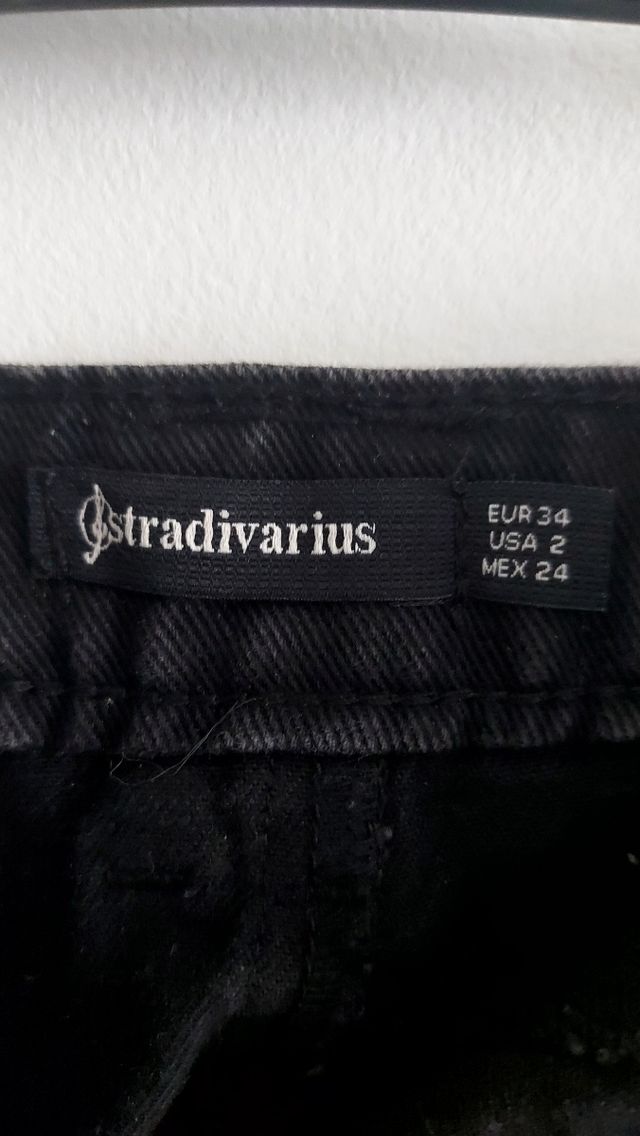 stradivarius
EUR 34
USA 2
MEX 24